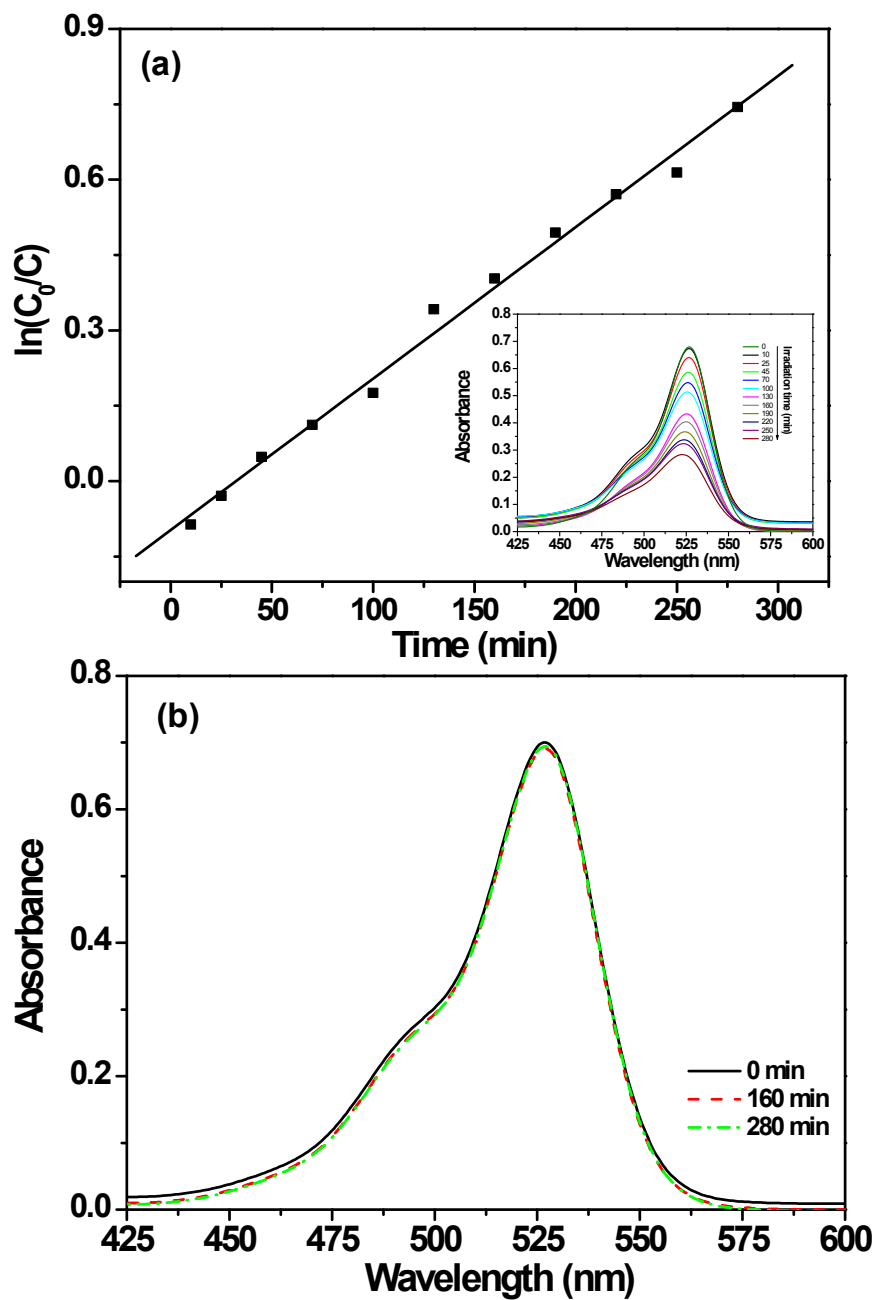 (a)
0.9
0.6
0.3
0.0
ln(C0/C)
0 50 100 150 200 250 300
Time (min)
0.8
0.7
0.6
0.5
0.4
0.3
0.2
0.1
0.0
Absorbance
0
10
25
45
70
100
130
160
190
220
250
280
Irradiation time (min)
425 450 475 500 525 550 575 600
Wavelength (nm)
(b)
0.8
0.6
0.4
0.2
0.0
Absorbance
0 min
160 min
280 min
425 450 475 500 525 550 575 600
Wavelength (nm)